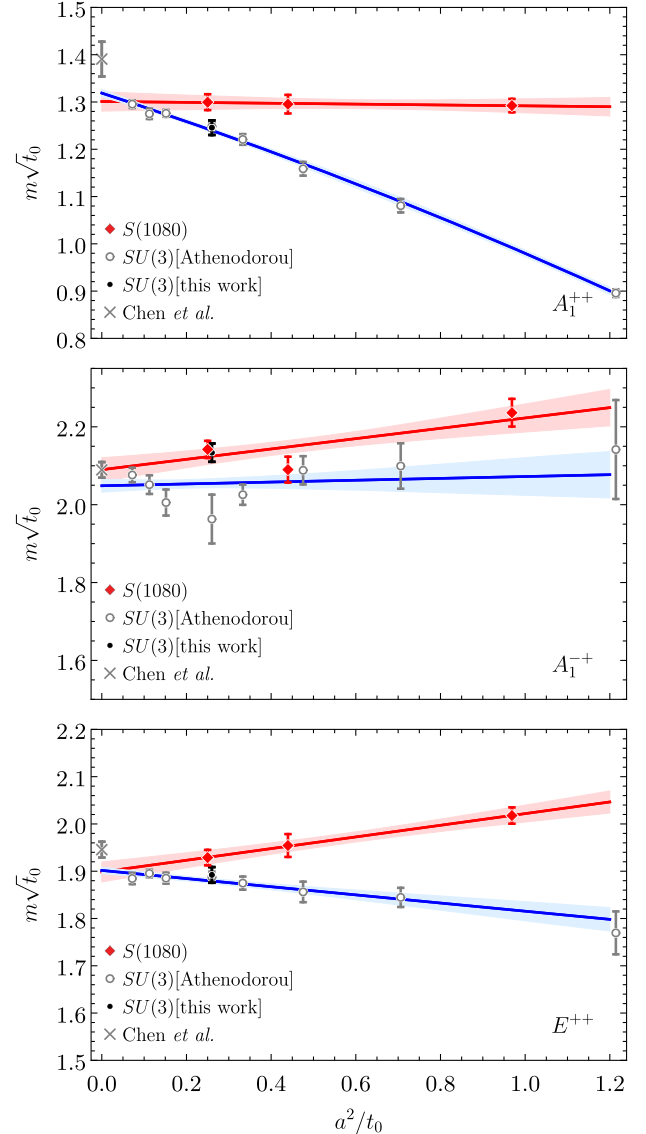 1.5
1.4
1.3
1.2
1.1
1.0
0.9
0.8
m√t₀
S(1080)
SU(3)[Athenodorou]
SU(3)[this work]
Chen et al.
A₁⁺⁺
2.2
2.0
1.8
1.6
m√t₀
S(1080)
SU(3)[Athenodorou]
SU(3)[this work]
Chen et al.
A₁⁻⁺
2.2
2.1
2.0
1.9
1.8
1.7
1.6
1.5
m√t₀
S(1080)
SU(3)[Athenodorou]
SU(3)[this work]
Chen et al.
E⁺⁺
0.0 0.2 0.4 0.6 0.8 1.0 1.2
a²/t₀